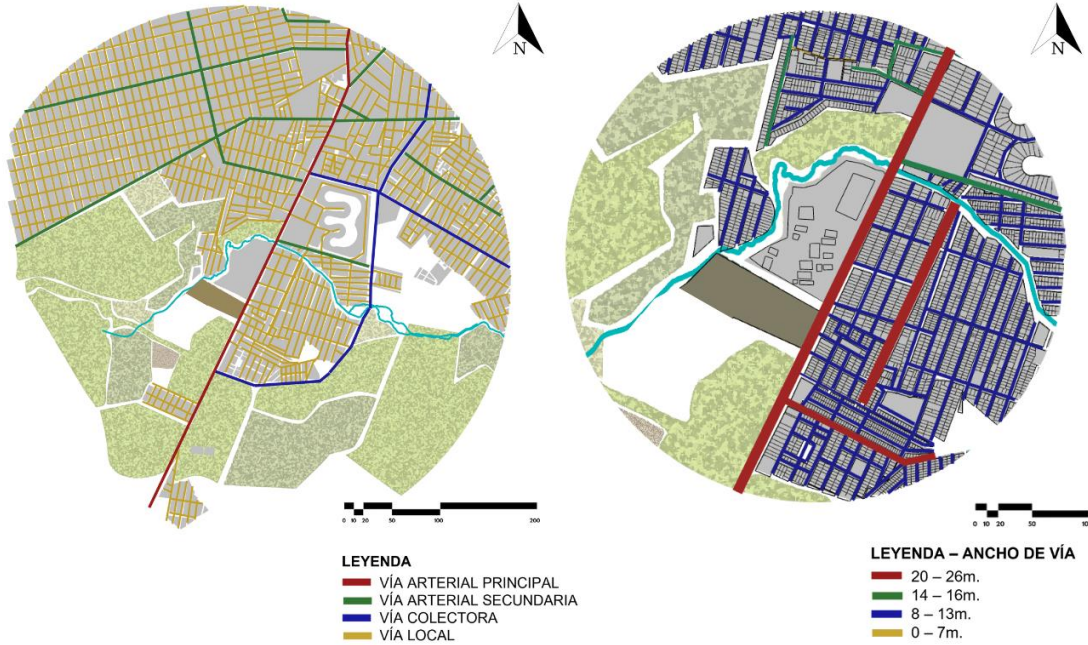 N
N
0 10 20 50 100 200
0 10 20 50
LEYENDA
VÍA ARTERIAL PRINCIPAL
VÍA ARTERIAL SECUNDARIA
VÍA COLECTORA
VÍA LOCAL
LEYENDA – ANCHO DE VÍA
20 – 26m.
14 – 16m.
8 – 13m.
0 – 7m.